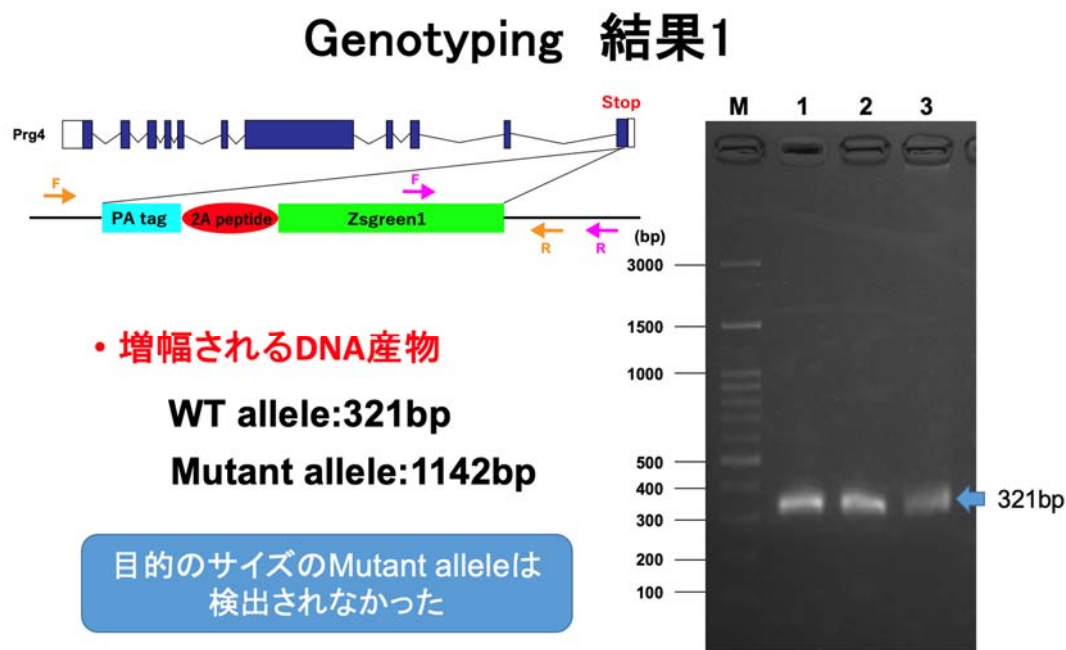 Genotyping 結果1
Stop
Prg4
F
F
PA tag
2A peptide
Zsgreen1
R
R
• 増幅されるDNA産物
WT allele:321bp
Mutant allele:1142bp
目的のサイズのMutant alleleは
検出されなかった
M 1 2 3
(bp)
3000
1500
1000
500
400
300
200
100
321bp